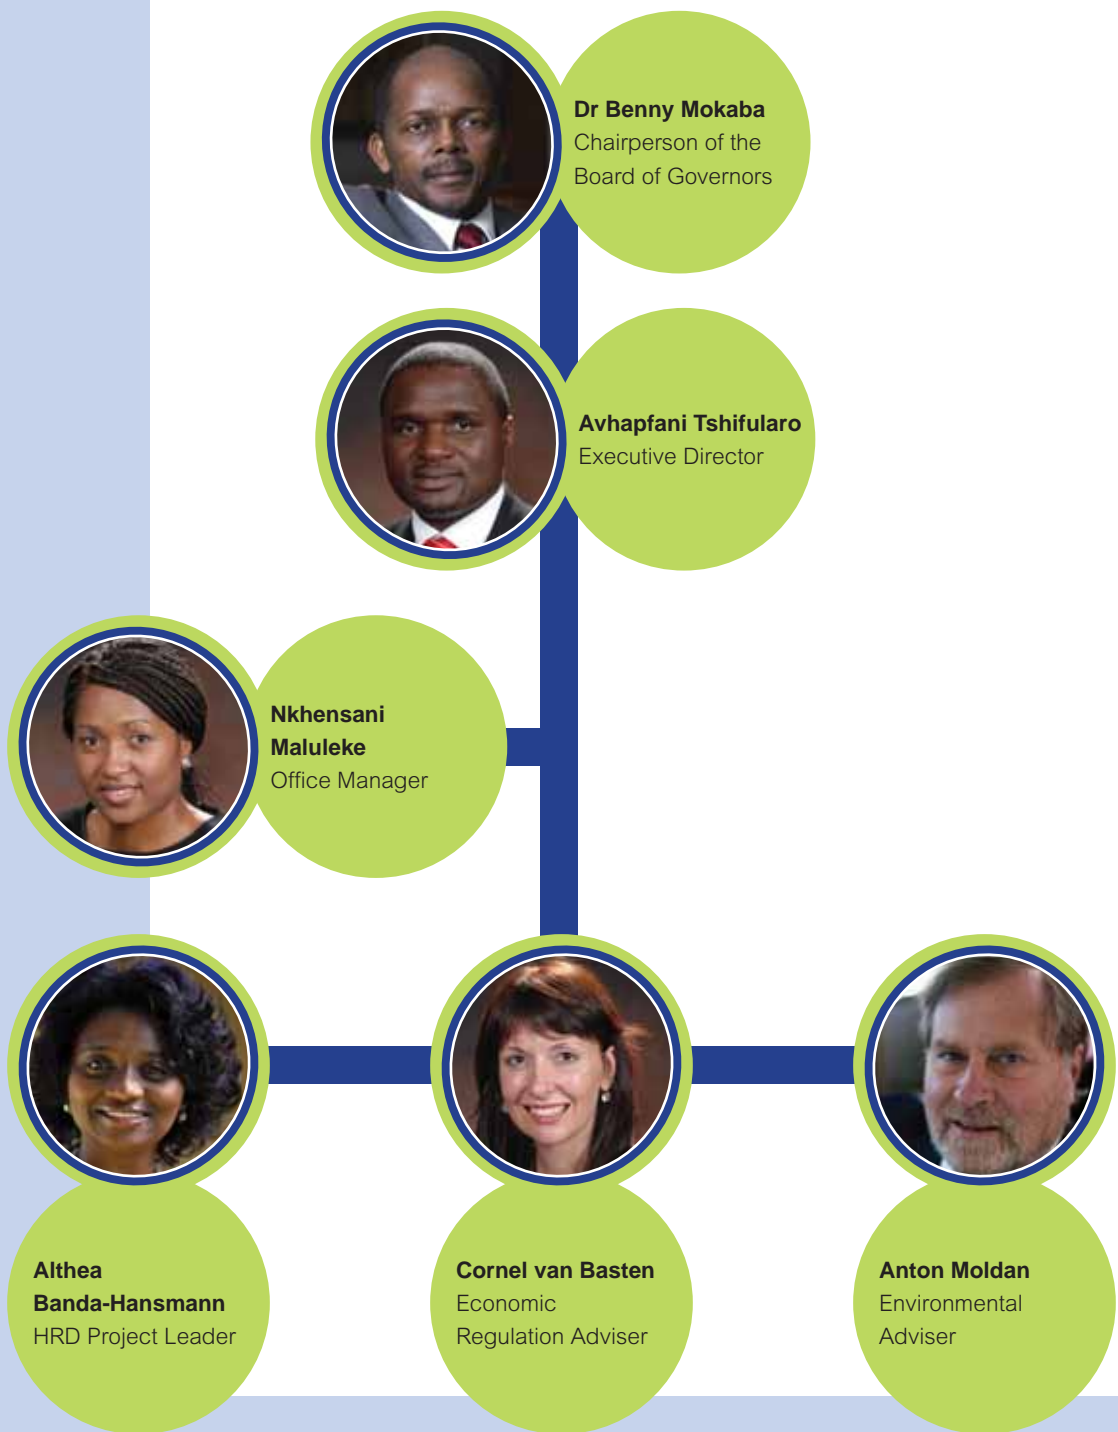 Dr Benny Mokaba
Chairperson of the
Board of Governors
Avhapfani Tshifularo
Executive Director
Nkhensani
Maluleke
Office Manager
Althea
Banda-Hansmann
HRD Project Leader
Cornel van Basten
Economic
Regulation Adviser
Anton Moldan
Environmental
Adviser